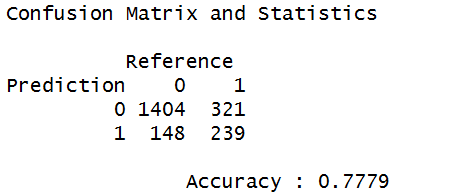 Confusion Matrix and Statistics
Reference
Prediction 0 1
0 1404 321
1 148 239
Accuracy : 0.7779